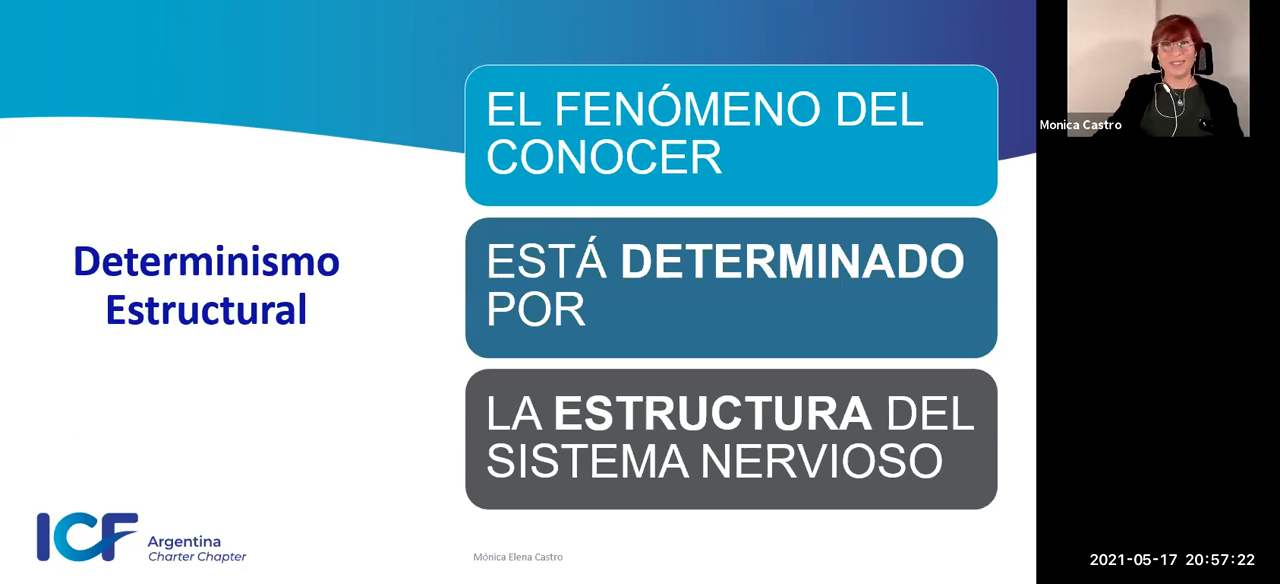 EL FENÓMENO DEL
CONOCER
Monica Castro
Determinismo
Estructural
ESTÁ DETERMINADO
POR
LA ESTRUCTURA DEL
SISTEMA NERVIOSO
ICF
Argentina
Charter Chapter
Mónica Elena Castro
2021-05-17 20:57:22